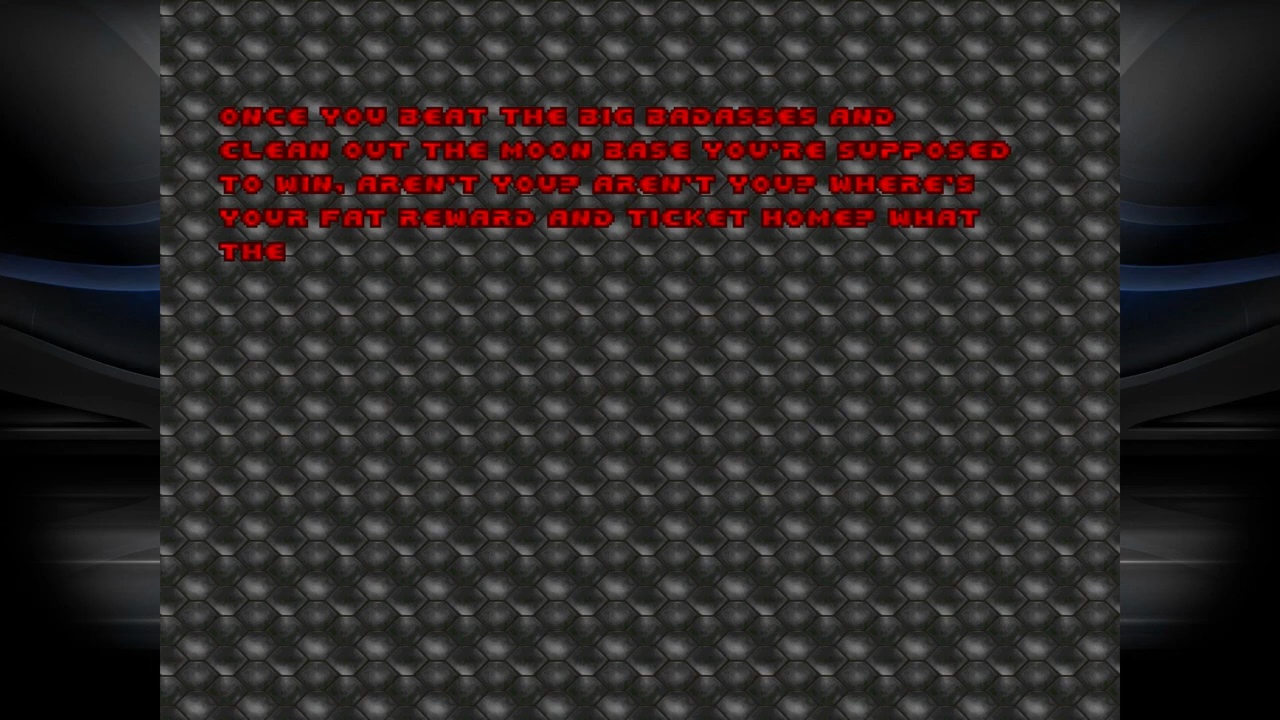 ONCE YOU BEAT THE BIG BADASSES AND
CLEAN OUT THE MOON BASE YOU'RE SUPPOSED
TO WIN, AREN'T YOU? AREN'T YOU? WHERE'S
YOUR FAT REWARD AND TICKET HOME? WHAT
THE